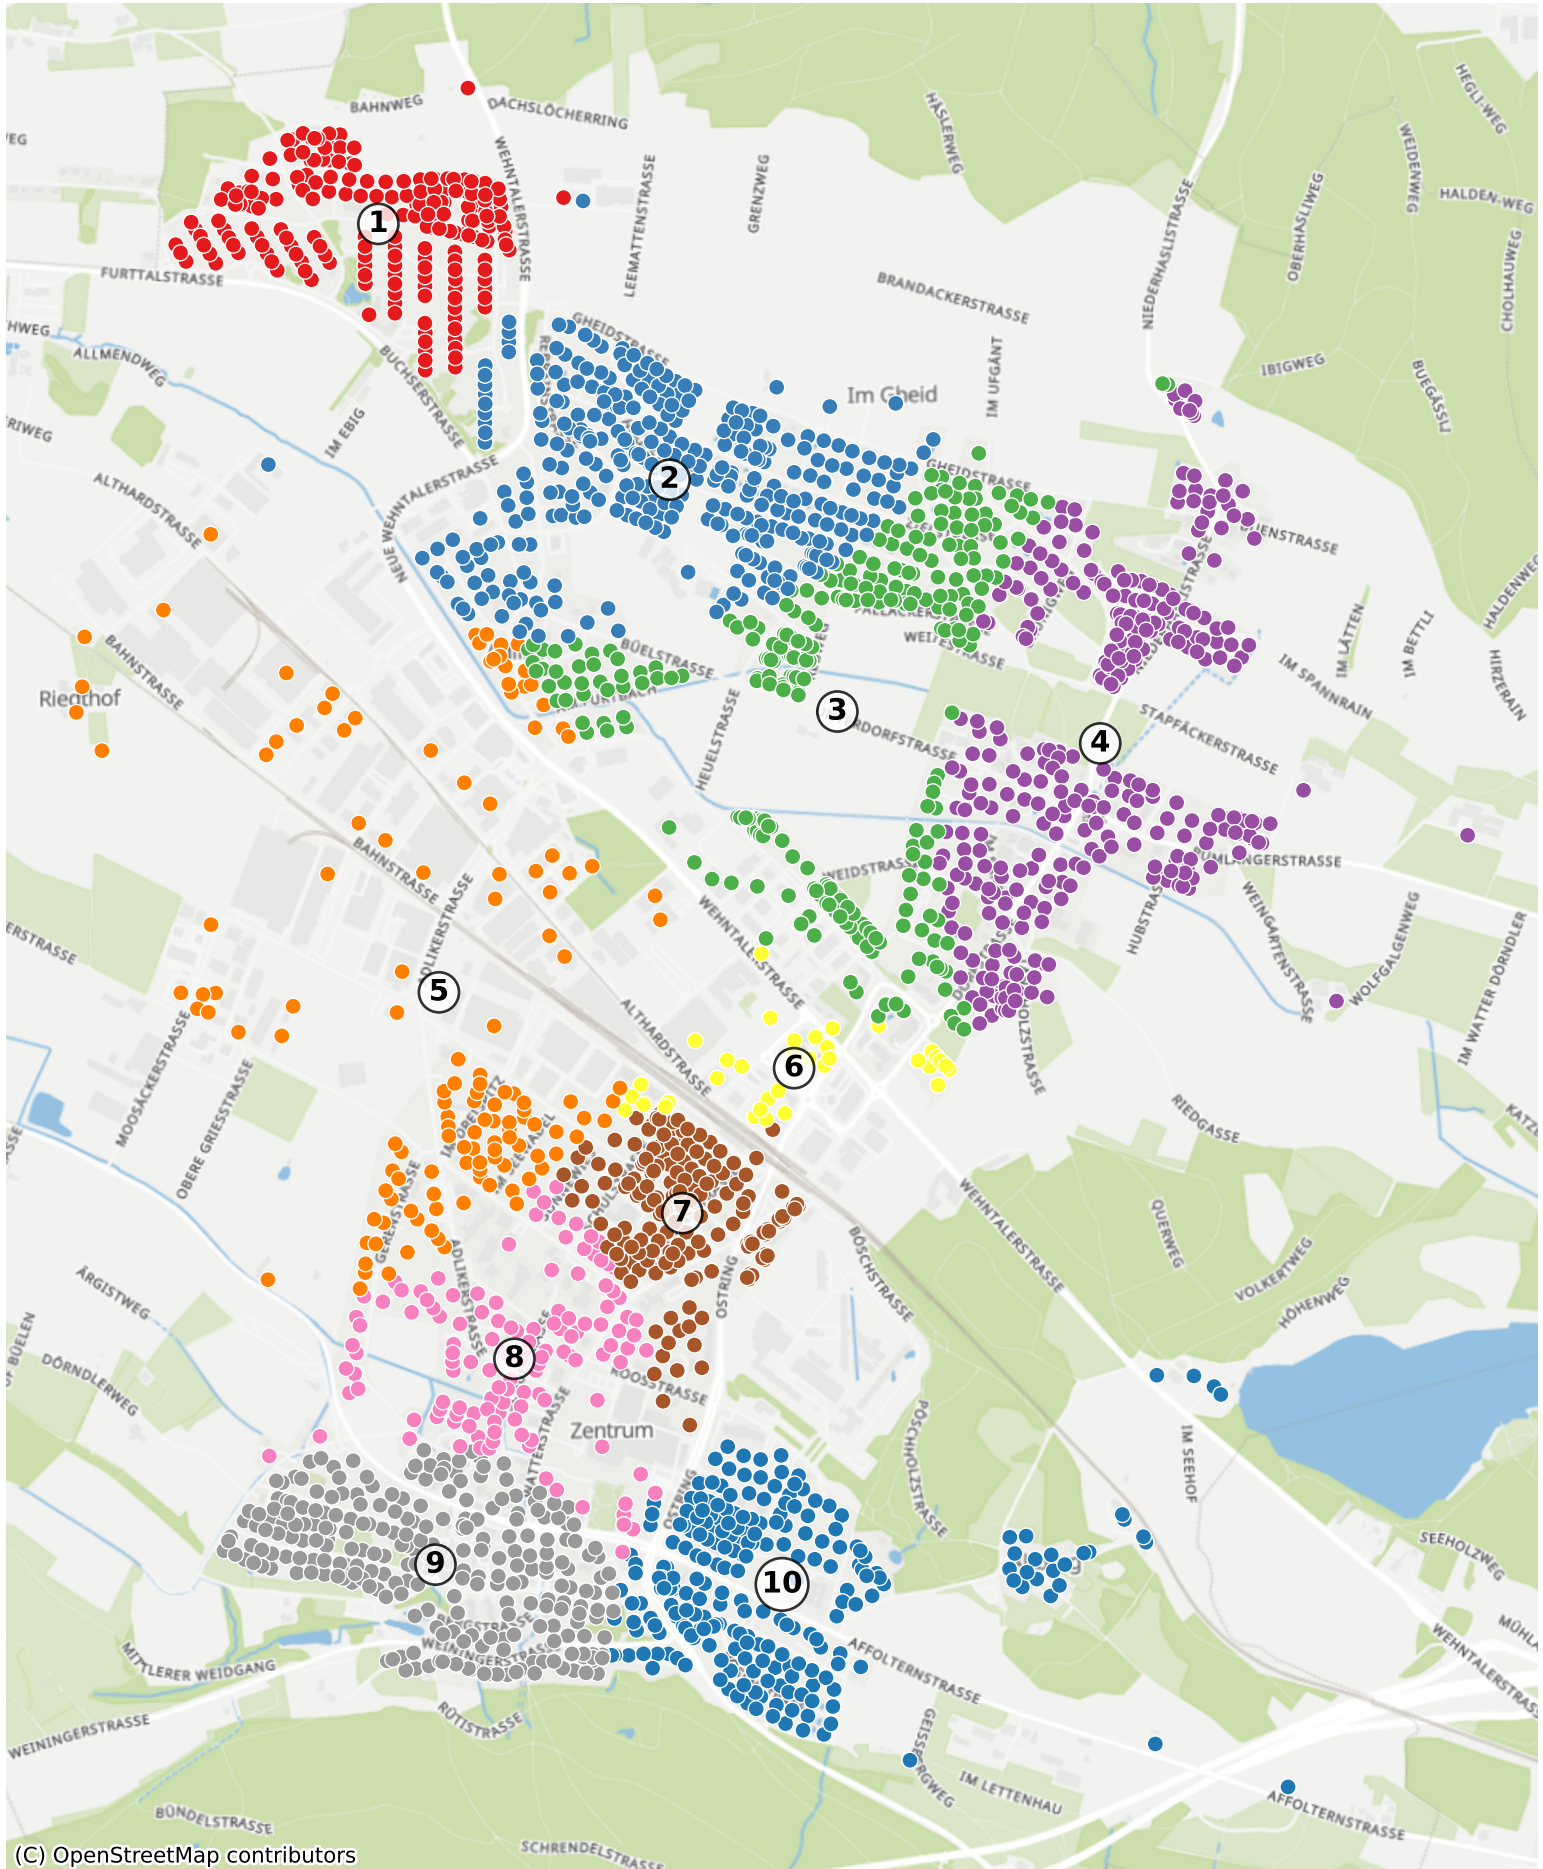 BAHNWEG
DACHSLÖCHERRING
HÄSLERWEG
HEGLI-WEG
WEIDENWEG
HALDEN-WEG
WEHNTALERSTRASSE
LEEMATTENSTRASSE
GRENZWEG
NIEDERHASLISTRASSE
OBERHASLIWEG
CHOLHAUWEG
1
FURTTALSTRASSE
BRANDACKERSTRASSE
GHEIDSTRASSE
ALLMENDWEG
BUCHSERSTRASSE
IM EBIG
Im Gheid
IM UFGÄNT
IBIGWEG
BUEGÄSSLI
ALTHARDSTRASSE
NEUE WEHNTALERSTRASSE
2
GHEIDSTRASSE
HALDENWEG
BAHNSTRASSE
Riedthof
BÜELSTRASSE
IM LÄTTEN
IM BETTLI
IM SPANNRAIN
HIRZERAIN
HEUELSTRASSE
3
4
STAPFÄCKERSTRASSE
BAHNSTRASSE
WEIDSTRASSE
WEHNTALERSTRASSE
HUBSTRASSE
WEINGARTENSTRASSE
WOLFGALGENWEG
IM WATTER DÖRNDLER
5
ALTHARDSTRASSE
MOOSÄCKERSTRASSE
OBERE GRIESSTRASSE
6
RIEDGASSE
7
WEHNTALERSTRASSE
QUERWEG
VOLKERTWEG
HÖHENWEG
ÄRGISTWEG
ADLIKERSTRASSE
OSTRING
BÖSCHSTRASSE
DÖRNDLERWEG
8
ROOSSTRASSE
Zentrum
WATTERSTRASSE
OSTRING
PÖSCHHOLZSTRASSE
IM SEEHOF
SEEHOLZWEG
9
10
MITTLERER WEIDGANG
WEININGERSTRASSE
AFFOLTERNSTRASSE
WEHNTALERSTRASSE
WEININGERSTRASSE
RÜTISTRASSE
IM LETTENHAU
AFFOLTERNSTRASSE
BÜNDELSTRASSE
SCHRENDELSTRASSE
(C) OpenStreetMap contributors